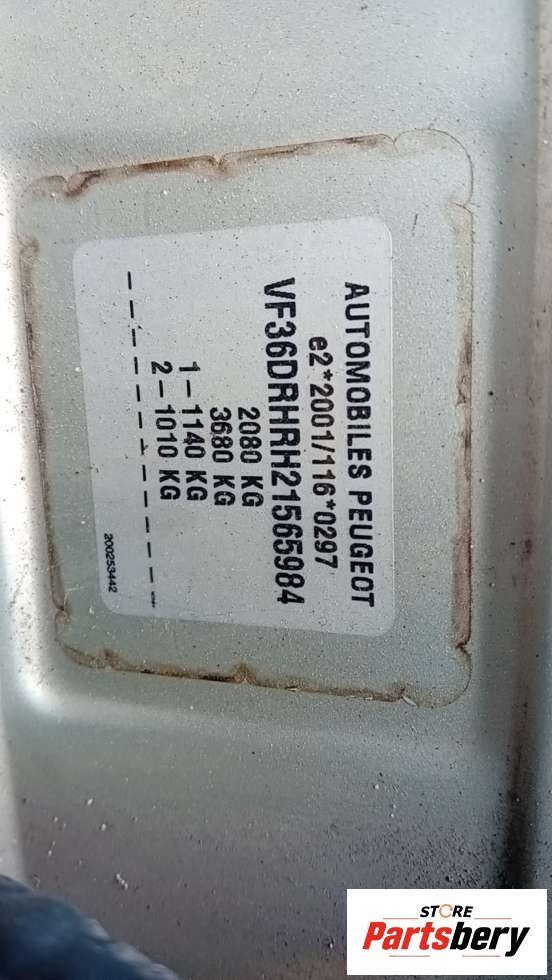 AUTOMOBILES PEUGEOT
e2*2001/116*0297
VF36DRHRH21565984
2080 KG
3680 KG
1-1140 KG
2-1010 KG
200253442
STORE
Partsbery